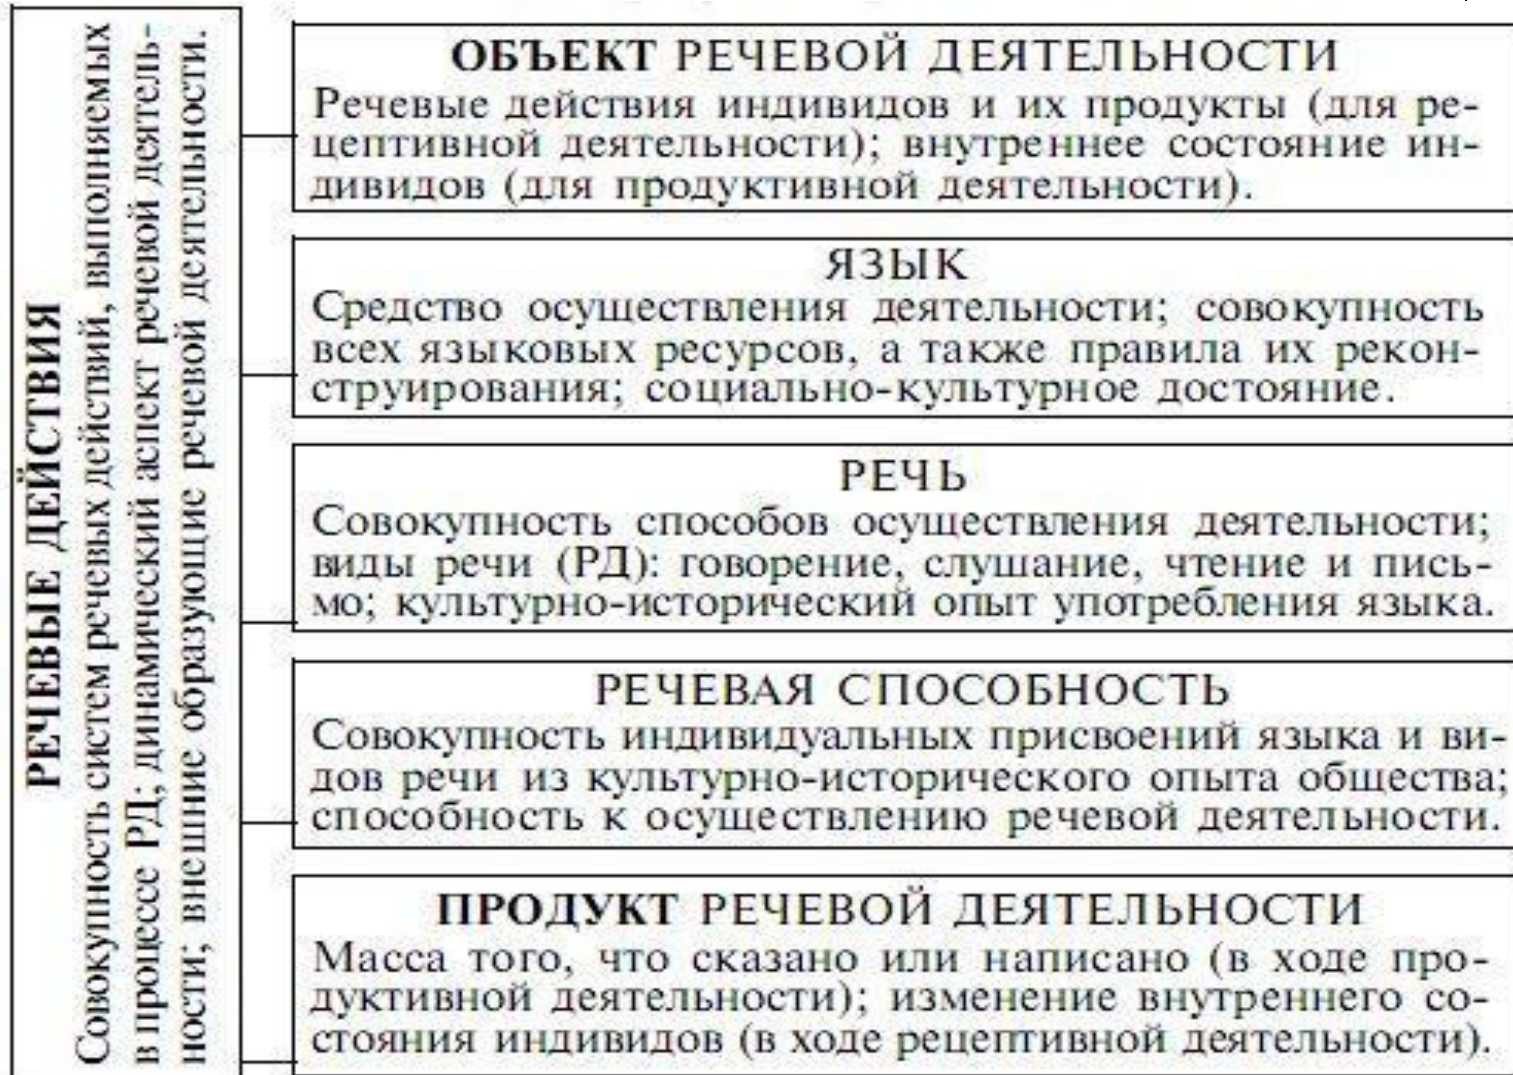 РЕЧЕВЫЕ ДЕЙСТВИЯ
Совокупность систем речевых действий, выполняемых
в процессе РД; динамический аспект речевой деятель-
ности; внешние образующие речевой деятельности.
ОБЪЕКТ РЕЧЕВОЙ ДЕЯТЕЛЬНОСТИ
Речевые действия индивидов и их продукты (для ре-
цептивной деятельности); внутреннее состояние ин-
дивидов (для продуктивной деятельности).
ЯЗЫК
Средство осуществления деятельности; совокупность
всех языковых ресурсов, а также правила их рекон-
струирования; социально-культурное достояние.
РЕЧЬ
Совокупность способов осуществления деятельности;
виды речи (РД): говорение, слушание, чтение и пись-
мо; культурно-исторический опыт употребления языка.
РЕЧЕВАЯ СПОСОБНОСТЬ
Совокупность индивидуальных присвоений языка и ви-
дов речи из культурно-исторического опыта общества;
способность к осуществлению речевой деятельности.
ПРОДУКТ РЕЧЕВОЙ ДЕЯТЕЛЬНОСТИ
Масса того, что сказано или написано (в ходе про-
дуктивной деятельности); изменение внутреннего со-
стояния индивидов (в ходе рецептивной деятельности).